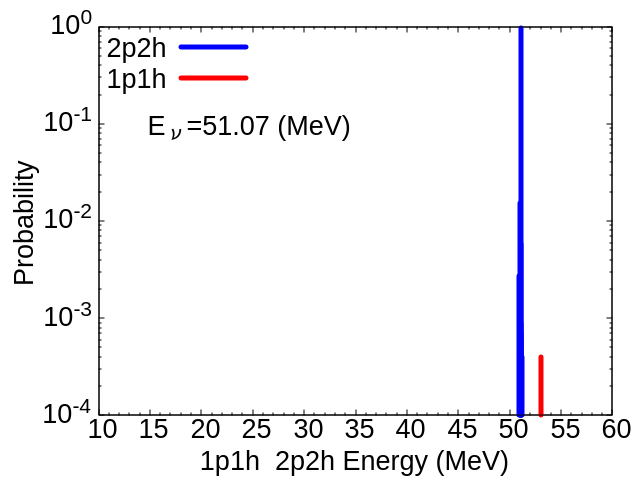 10^0
2p2h
1p1h
10^-1
E_ν=51.07 (MeV)
10^-2
Probability
10^-3
10^-4
10 15 20 25 30 35 40 45 50 55 60
1p1h 2p2h Energy (MeV)